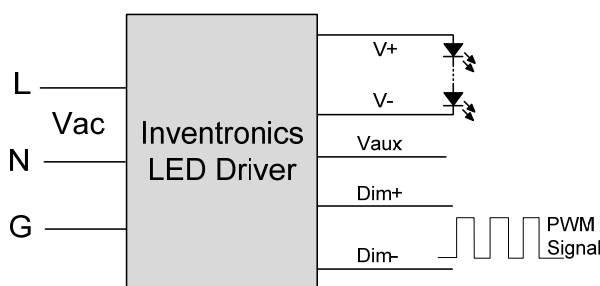 L
Vac
N
G
Inventronics
LED Driver
V+
V-
Vaux
Dim+
Dim-
PWM
Signal